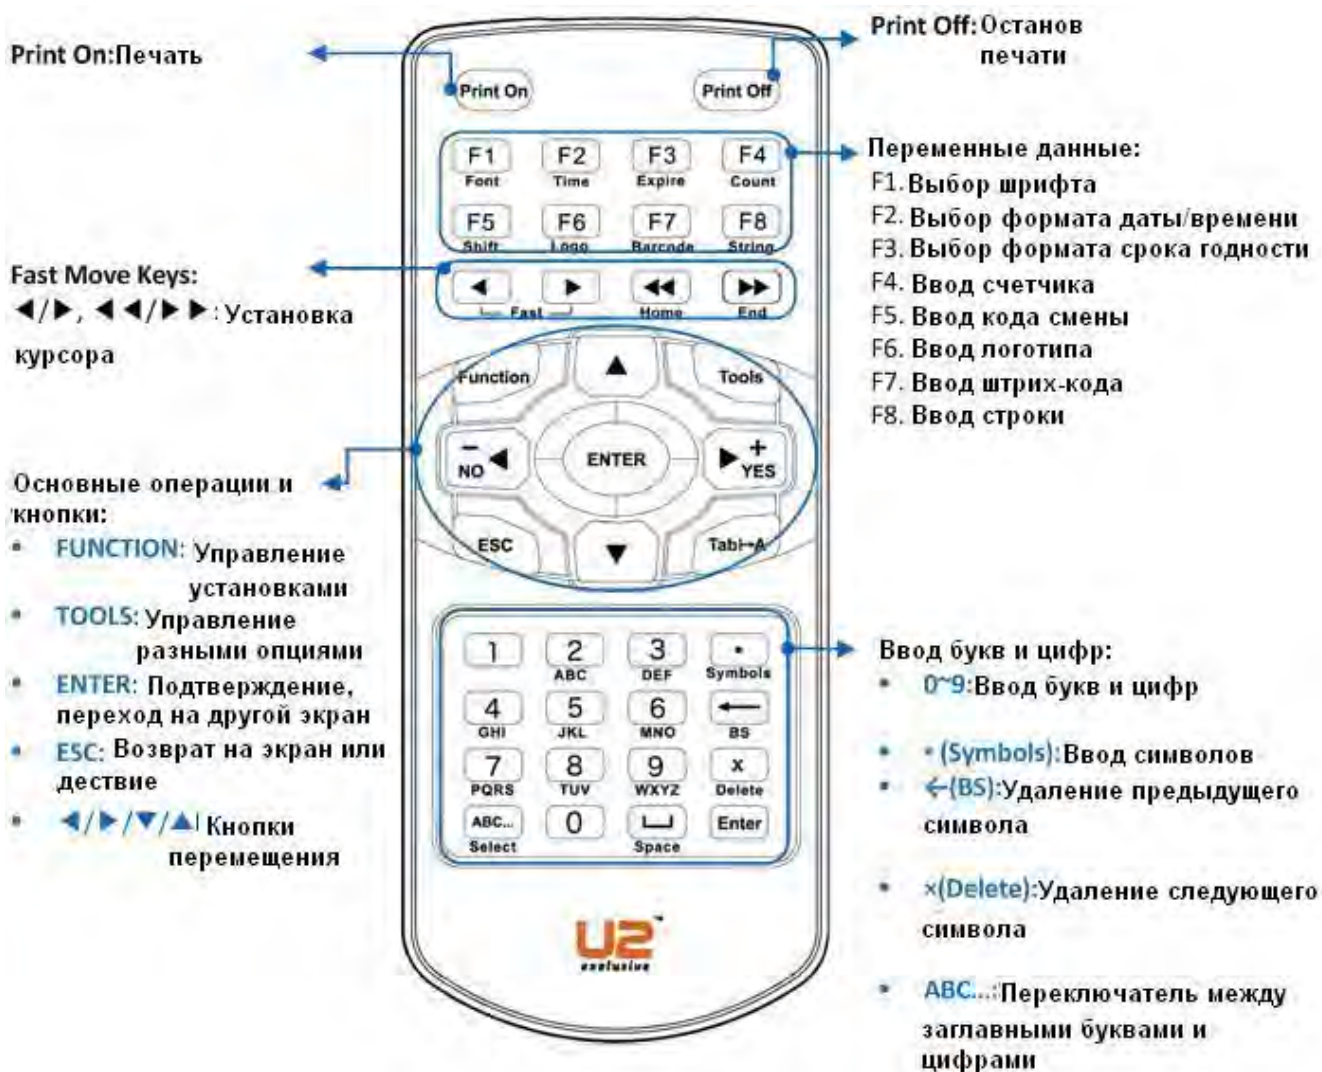 Print On:Печать
Print Off:Останов
печати
Print On
Print Off
F1
F2
F3
F4
Font
Time
Expire
Count
F5
F6
F7
F8
Shift
Logo
Barcode
String
Переменные данные:
F1. Выбор шрифта
F2. Выбор формата даты/времени
F3. Выбор формата срока годности
F4. Ввод счетчика
F5. Ввод кода смены
F6. Ввод логотипа
F7. Ввод штрих-кода
F8. Ввод строки
Fast Move Keys:
◀/▶, ◀◀/▶▶:Установка
курсора
◀
▶
◀◀
▶▶
Fast
Home
End
Function
▲
Tools
− NO ◀
ENTER
▶ + YES
ESC
▼
Tab↦A
Основные операции и
кнопки:
• FUNCTION: Управление
установками
• TOOLS: Управление
разными опциями
• ENTER: Подтверждение,
переход на другой экран
• ESC: Возврат на экран или
дествие
• ◀/▶/▼/▲| Кнопки
перемещения
1
2
3
•
ABC
DEF
Symbols
4
5
6
←
GHI
JKL
MNO
BS
7
8
9
x
PQRS
TUV
WXYZ
Delete
ABC...
0
Enter
Select
Space
U2™
exclusive
Ввод букв и цифр:
• 0~9:Ввод букв и цифр
• •(Symbols):Ввод символов
• ←(BS):Удаление предыдущего
символа
• ×(Delete):Удаление следующего
символа
• ABC...:Переключатель между
заглавными буквами и
цифрами